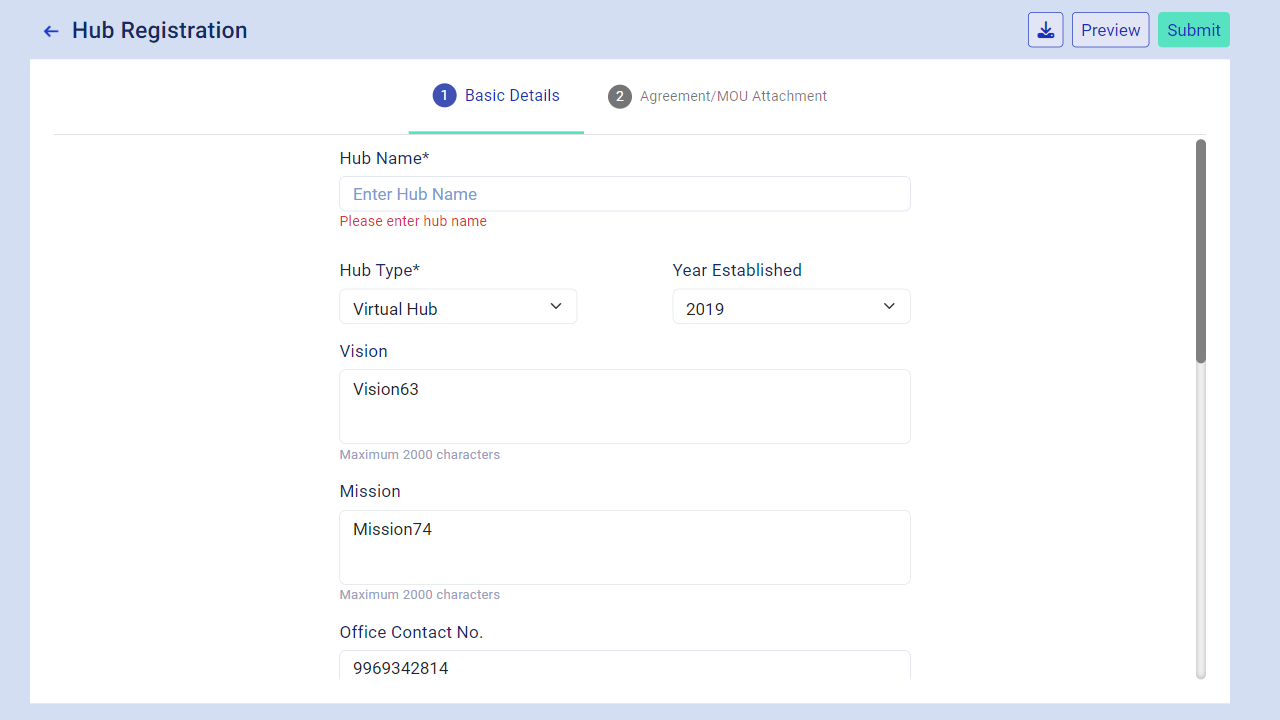 Hub Registration
Preview
Submit
1 Basic Details
2 Agreement/MOU Attachment
Hub Name*
Enter Hub Name
Please enter hub name
Hub Type*
Year Established
Virtual Hub
2019
Vision
Vision63
Maximum 2000 characters
Mission
Mission74
Maximum 2000 characters
Office Contact No.
9969342814